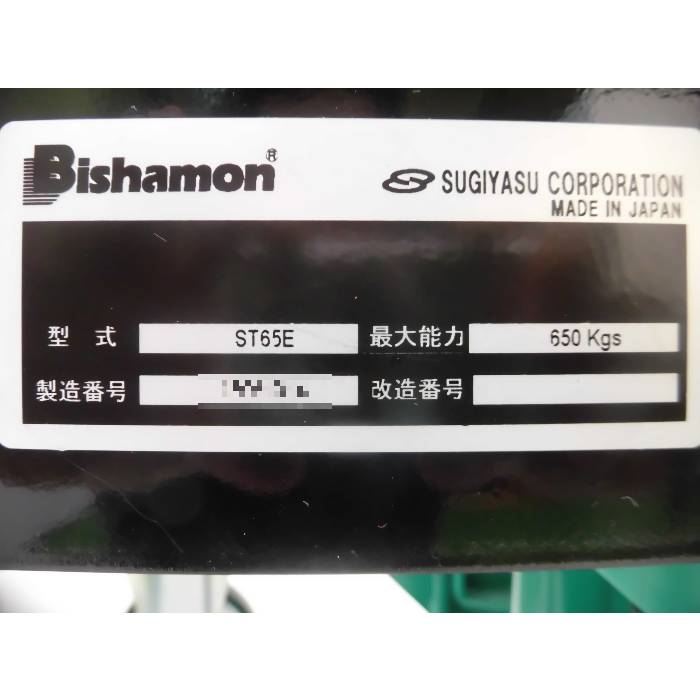 Bishamon®
SUGIYASU CORPORATION
MADE IN JAPAN
型式 ST65E 最大能力 650 Kgs
製造番号 改造番号